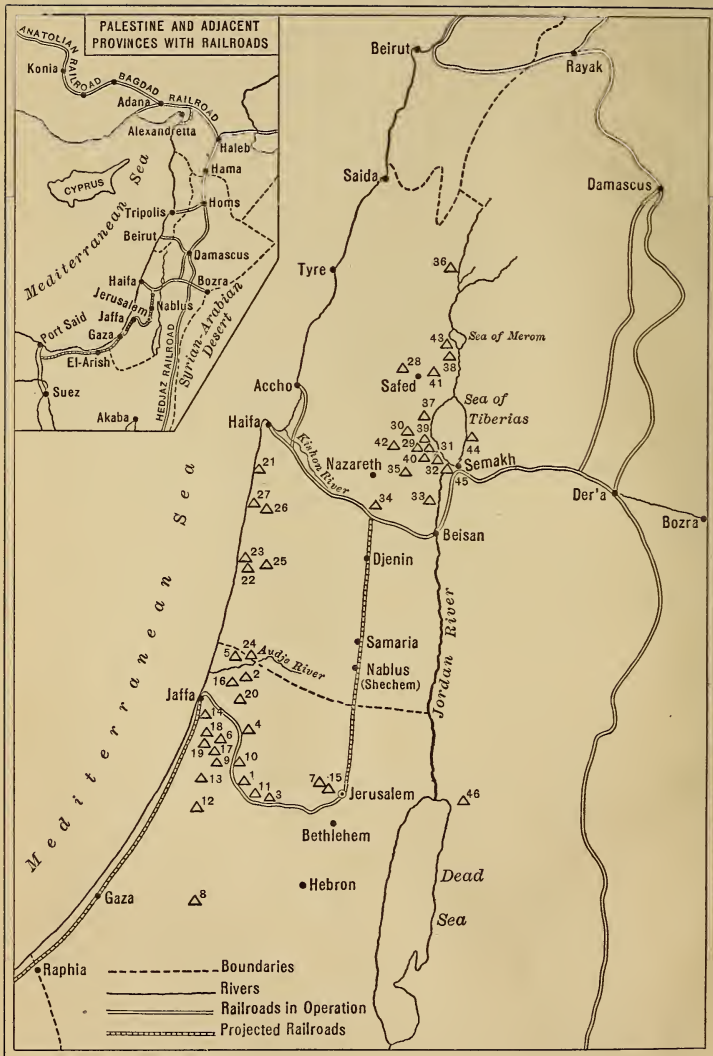 PALESTINE AND ADJACENT
PROVINCES WITH RAILROADS
ANATOLIAN
RAILROAD
Konia
BAGDAD
RAILROAD
Adana
Alexandretta
Haleb
CYPRUS
Mediterranean Sea
Hama
Tripolis
Homs
Beirut
Damascus
Haifa
Bozra
Jerusalem
Nablus
Jaffa
Gaza
Port Said
El-Arish
Suez
Akaba
HEDJAZ RAILROAD
Syrian-Arabian
Desert
Beirut
Rayak
Saida
Damascus
Tyre
36
43
Sea of Merom
38
28
Safed
41
Accho
Sea of
Tiberias
37
Haifa
Kishon River
30
39
42
29
31
44
40
Nazareth
35
32
Semakh
45
21
27
26
34
33
Der'a
Bozra
Beisan
23
22
25
Djenin
Samaria
Nablus
(Shechem)
Jordan River
5
24
Audje River
16
2
20
Jaffa
14
18
6
4
19
17
9
10
13
1
7
15
11
3
Jerusalem
46
12
Bethlehem
Hebron
8
Dead
Sea
Gaza
Raphia
Mediterranean Sea
Boundaries
Rivers
Railroads in Operation
Projected Railroads